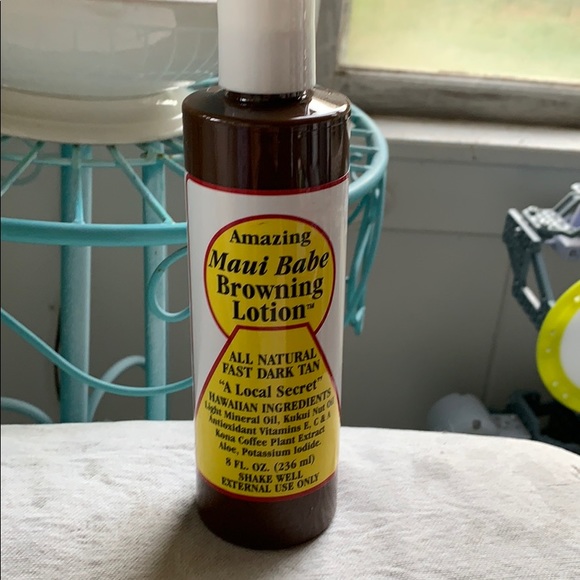 Amazing
Maui Babe
Browning
Lotion™
ALL NATURAL
FAST DARK TAN
"A Local Secret"
HAWAIIAN INGREDIENTS
Light Mineral Oil, Kukui Nut Oil
Antioxidant Vitamins E, C & A
Kona Coffee Plant Extract
Aloe, Potassium Iodide.
8 FL. OZ. (236 ml)
SHAKE WELL
EXTERNAL USE ONLY